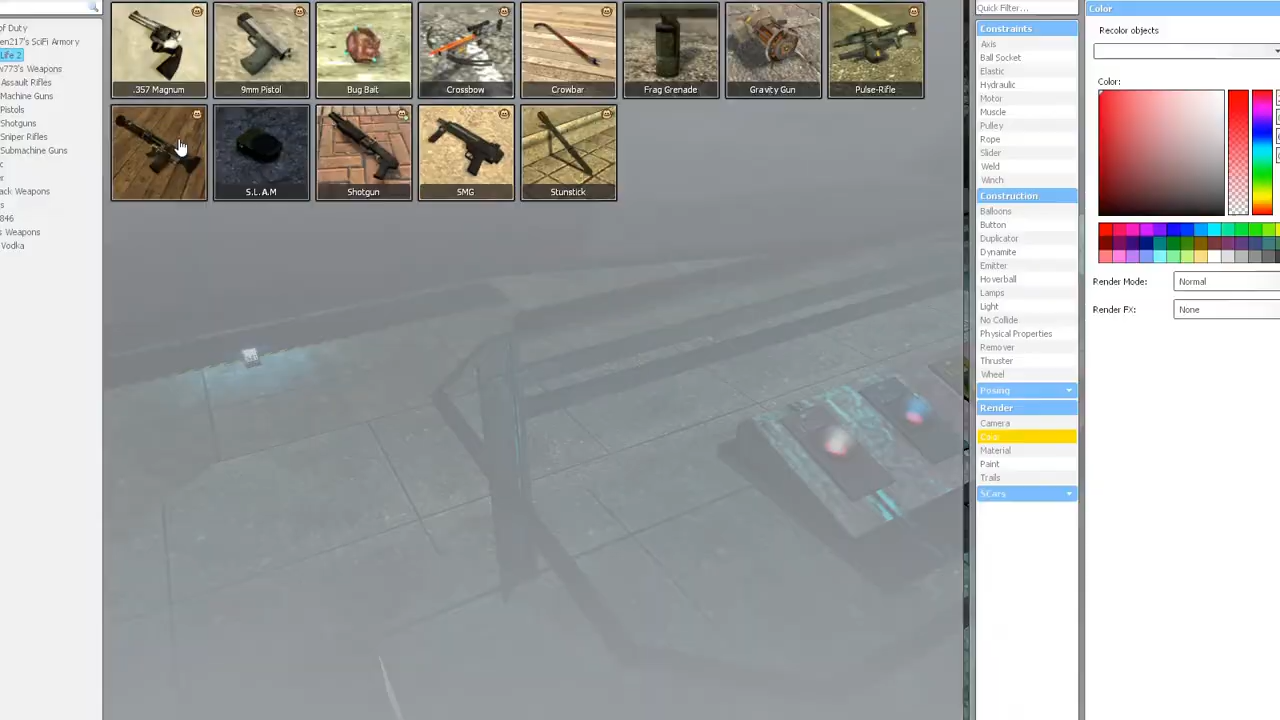 of Duty
en217's SciFi Armory
Life 2
w773's Weapons
Assault Rifles
Machine Guns
Pistols
Shotguns
Sniper Rifles
Submachine Guns
c
r
ack Weapons
s
846
s Weapons
Vodka
.357 Magnum
9mm Pistol
Bug Bait
Crossbow
Crowbar
Frag Grenade
Gravity Gun
Pulse-Rifle
S.L.A.M
Shotgun
SMG
Stunstick
Quick Filter...
Constraints
Axis
Ball Socket
Elastic
Hydraulic
Motor
Muscle
Pulley
Rope
Slider
Weld
Winch
Construction
Balloons
Button
Duplicator
Dynamite
Emitter
Hoverball
Lamps
Light
No Collide
Physical Properties
Remover
Thruster
Wheel
Posing
Render
Camera
Color
Material
Paint
Trails
SCars
Color
Recolor objects
Color:
Render Mode:
Normal
Render FX:
None